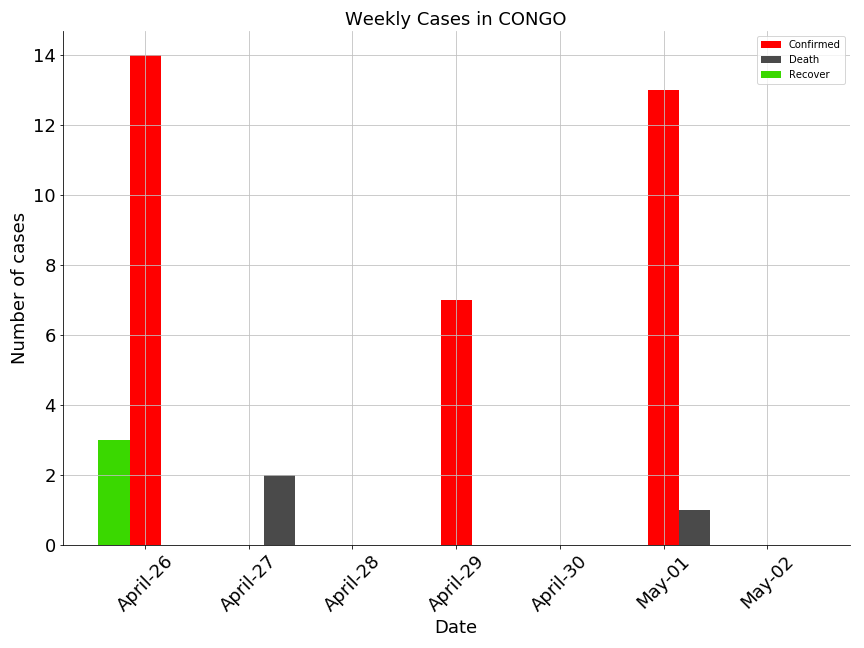 Weekly Cases in CONGO
Confirmed
Death
Recover
Number of cases
14
12
10
8
6
4
2
0
April-26
April-27
April-28
April-29
April-30
May-01
May-02
Date